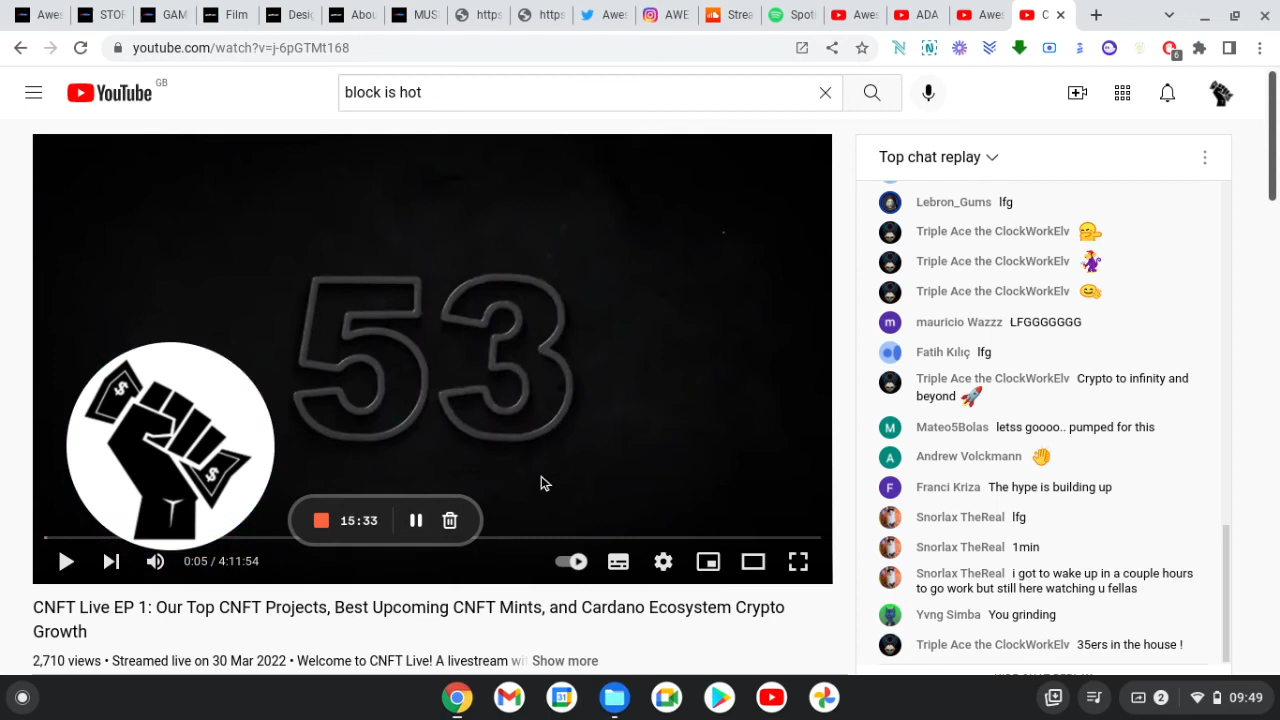 Awes
STOF
GAM
Film
Desig
Abou
MUS
https
https
Awes
AWE
Strea
Spoti
Awes
ADA
Awes
C
youtube.com/watch?v=j-6pGTMt168
6
YouTube GB
block is hot
Top chat replay
Lebron_Gums lfg
Triple Ace the ClockWorkElv
Triple Ace the ClockWorkElv
Triple Ace the ClockWorkElv
mauricio Wazzz LFGGGGGGG
Fatih Kılıç lfg
Triple Ace the ClockWorkElv Crypto to infinity and
beyond
Mateo5Bolas letss goooo.. pumped for this
Andrew Volckmann
Franci Kriza The hype is building up
Snorlax TheReal lfg
Snorlax TheReal 1min
Snorlax TheReal i got to wake up in a couple hours
to go work but still here watching u fellas
Yvng Simba You grinding
Triple Ace the ClockWorkElv 35ers in the house !
53
15:33
0:05 / 4:11:54
CNFT Live EP 1: Our Top CNFT Projects, Best Upcoming CNFT Mints, and Cardano Ecosystem Crypto
Growth
2,710 views • Streamed live on 30 Mar 2022 • Welcome to CNFT Live! A livestream wit Show more
2
09:49